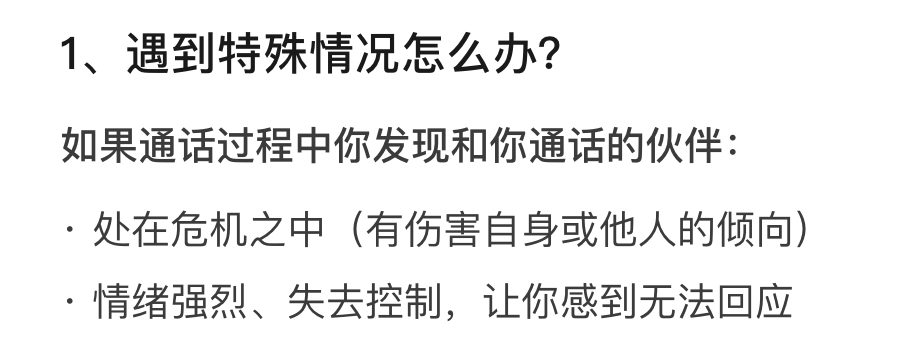 1、遇到特殊情况怎么办?
如果通话过程中你发现和你通话的伙伴：
· 处在危机之中（有伤害自身或他人的倾向）
· 情绪强烈、失去控制，让你感到无法回应